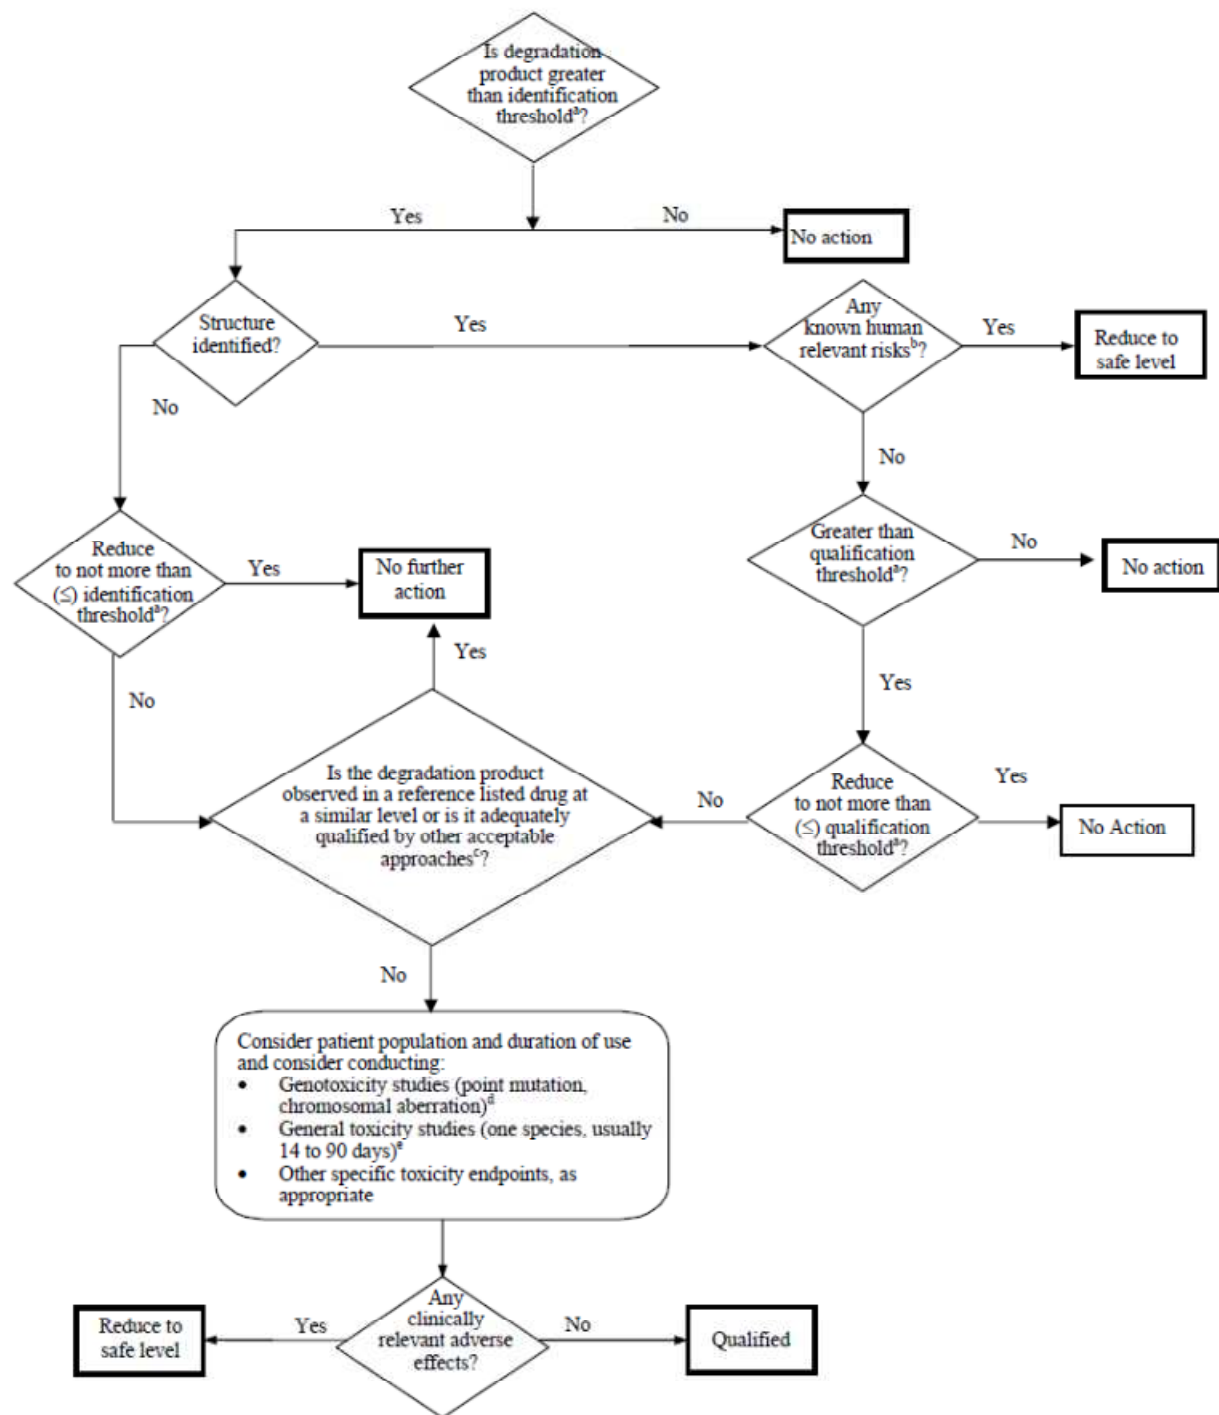 Is degradation
product greater
than identification
thresholdª?
Yes
No
No action
Structure
identified?
Yes
Any
known human
relevant risksᵇ?
Yes
Reduce to
safe level
No
No
Reduce
to not more than
(≤) identification
thresholdª?
Yes
No further
action
Greater than
qualification
thresholdª?
No
No action
Yes
Yes
No
Is the degradation product
observed in a reference listed drug at
a similar level or is it adequately
qualified by other acceptable
approachesᶜ?
No
Reduce
to not more than
(≤) qualification
thresholdª?
Yes
No Action
No
Consider patient population and duration of use
and consider conducting:
• Genotoxicity studies (point mutation,
chromosomal aberration)ᵈ
• General toxicity studies (one species, usually
14 to 90 days)ᵉ
• Other specific toxicity endpoints, as
appropriate
Reduce to
safe level
Yes
Any
clinically
relevant adverse
effects?
No
Qualified